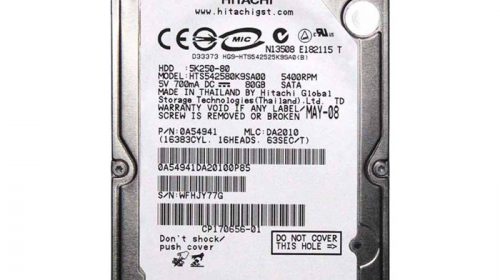 HITACHI
www.hitachigst.com
N13508 E182115 T
D33373 HG9-HTS542525K9SA0(B)
HDD: 5K250-80
MODEL: HTS542580K9SA00 5400RPM
5V 700mA DC 80GB SATA
MADE IN THAILAND BY Hitachi Global
Storage Technologies(Thailand).Ltd. TD
WARRANTY VOID IF ANY LABEL OR
SCREW IS REMOVED OR BROKEN MAY-08
P/N:0A54941 MLC:DA2010
(16383CYL. 16HEADS. 63SEC/T)
0A54941DA20100P85
S/N:WFHJY77G
CP170656-01
Don't shock/
push cover
DO NOT COVER
THIS HOLE =>